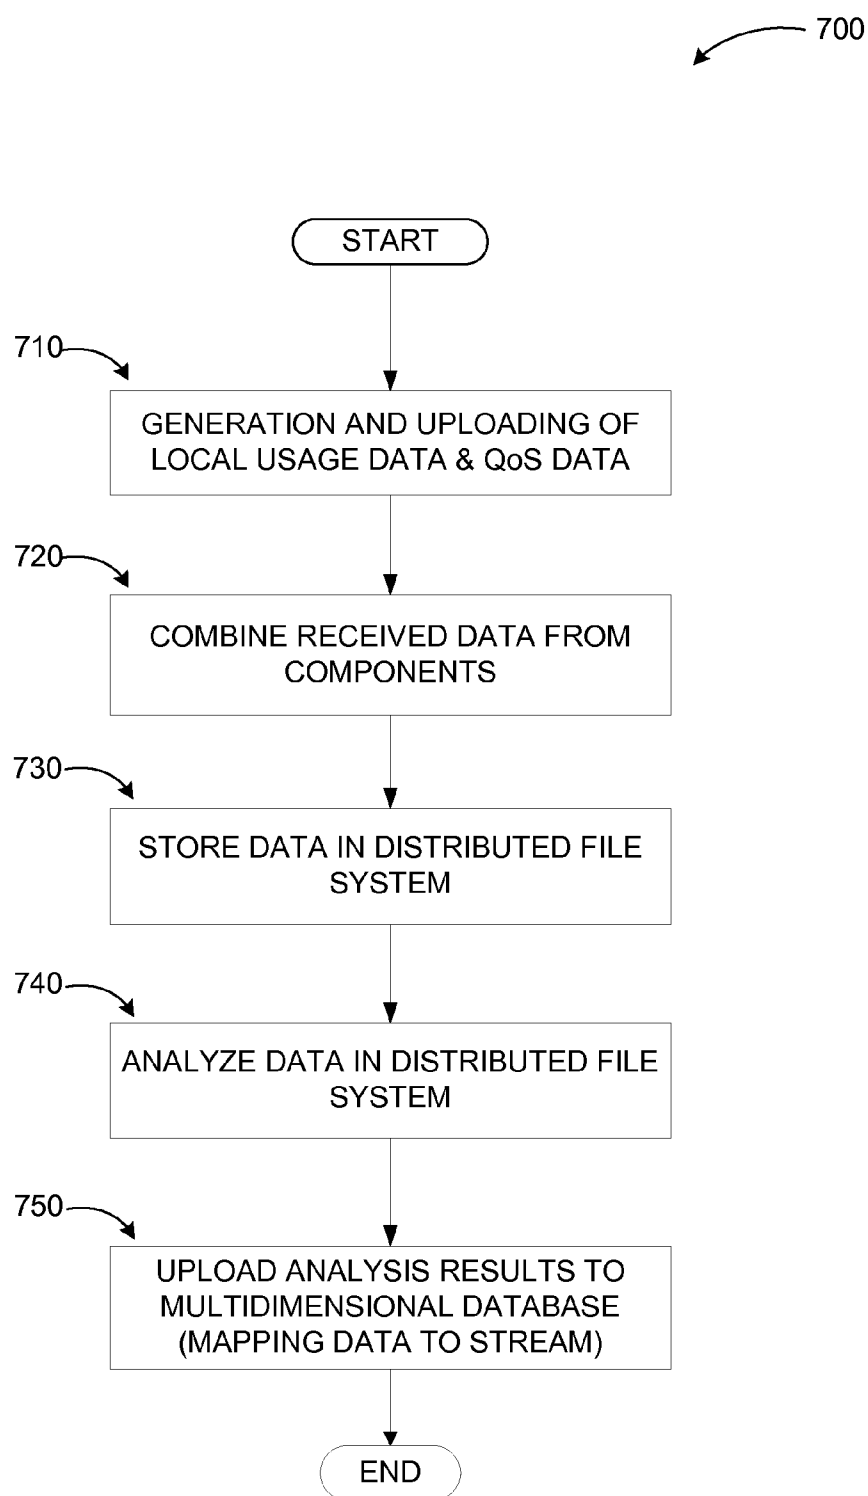 700
START
710
GENERATION AND UPLOADING OF
LOCAL USAGE DATA & QoS DATA
720
COMBINE RECEIVED DATA FROM
COMPONENTS
730
STORE DATA IN DISTRIBUTED FILE
SYSTEM
740
ANALYZE DATA IN DISTRIBUTED FILE
SYSTEM
750
UPLOAD ANALYSIS RESULTS TO
MULTIDIMENSIONAL DATABASE
(MAPPING DATA TO STREAM)
END